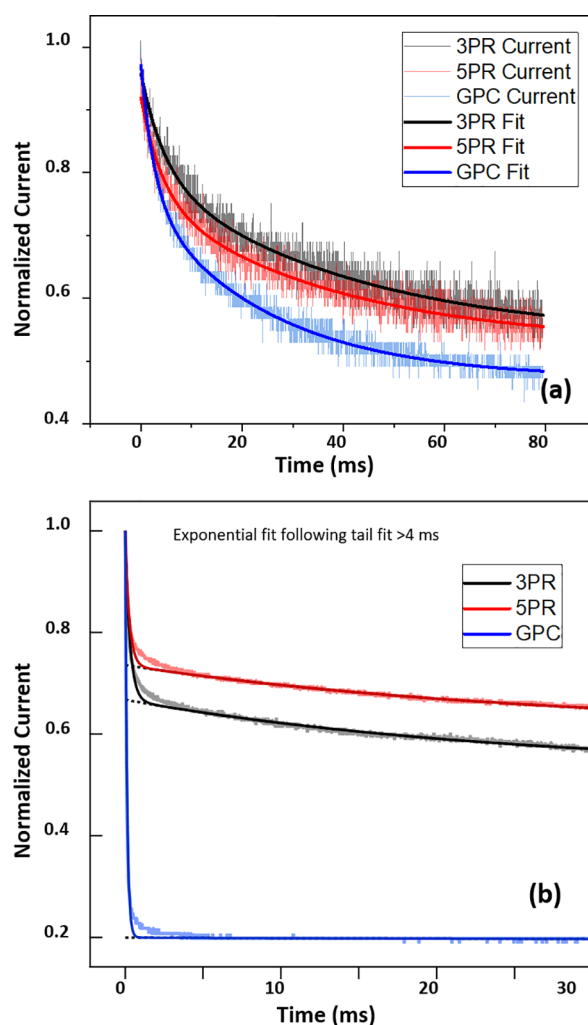 1.0
0.8
0.6
0.4
Normalized Current
3PR Current
5PR Current
GPC Current
3PR Fit
5PR Fit
GPC Fit
(a)
0
20
40
60
80
Time (ms)
1.0
0.8
0.6
0.4
0.2
Normalized Current
Exponential fit following tail fit >4 ms
3PR
5PR
GPC
(b)
0
10
20
30
Time (ms)